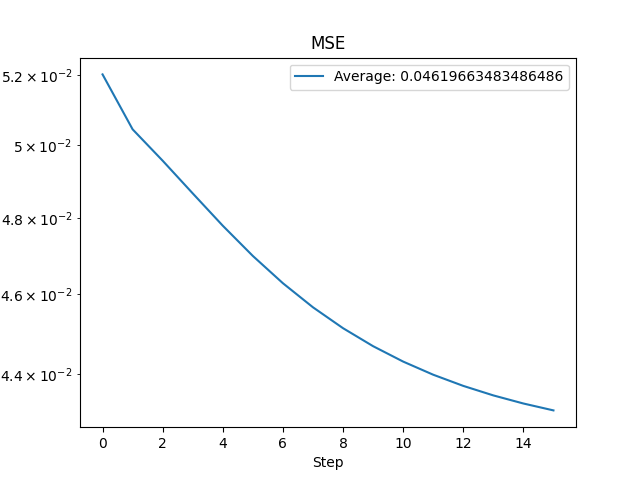 MSE
Average: 0.04619663483486486
5.2 × 10⁻²
5 × 10⁻²
4.8 × 10⁻²
4.6 × 10⁻²
4.4 × 10⁻²
0 2 4 6 8 10 12 14
Step